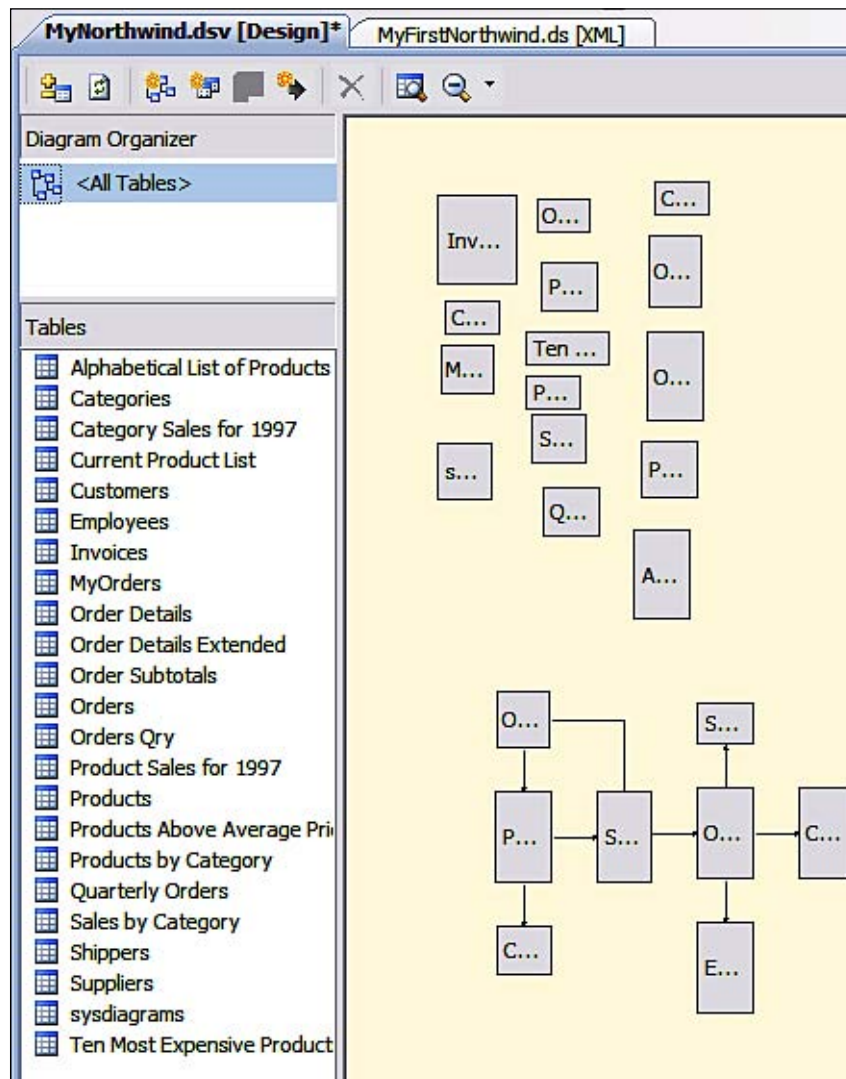 MyNorthwind.dsv [Design]*
MyFirstNorthwind.ds [XML]
Diagram Organizer
<All Tables>
Tables
Alphabetical List of Products
Categories
Category Sales for 1997
Current Product List
Customers
Employees
Invoices
MyOrders
Order Details
Order Details Extended
Order Subtotals
Orders
Orders Qry
Product Sales for 1997
Products
Products Above Average Pri
Products by Category
Quarterly Orders
Sales by Category
Shippers
Suppliers
sysdiagrams
Ten Most Expensive Product
Inv...
O...
C...
P...
O...
C...
Ten ...
M...
P...
O...
S...
s...
P...
Q...
A...
O...
S...
P...
S...
O...
C...
C...
E...